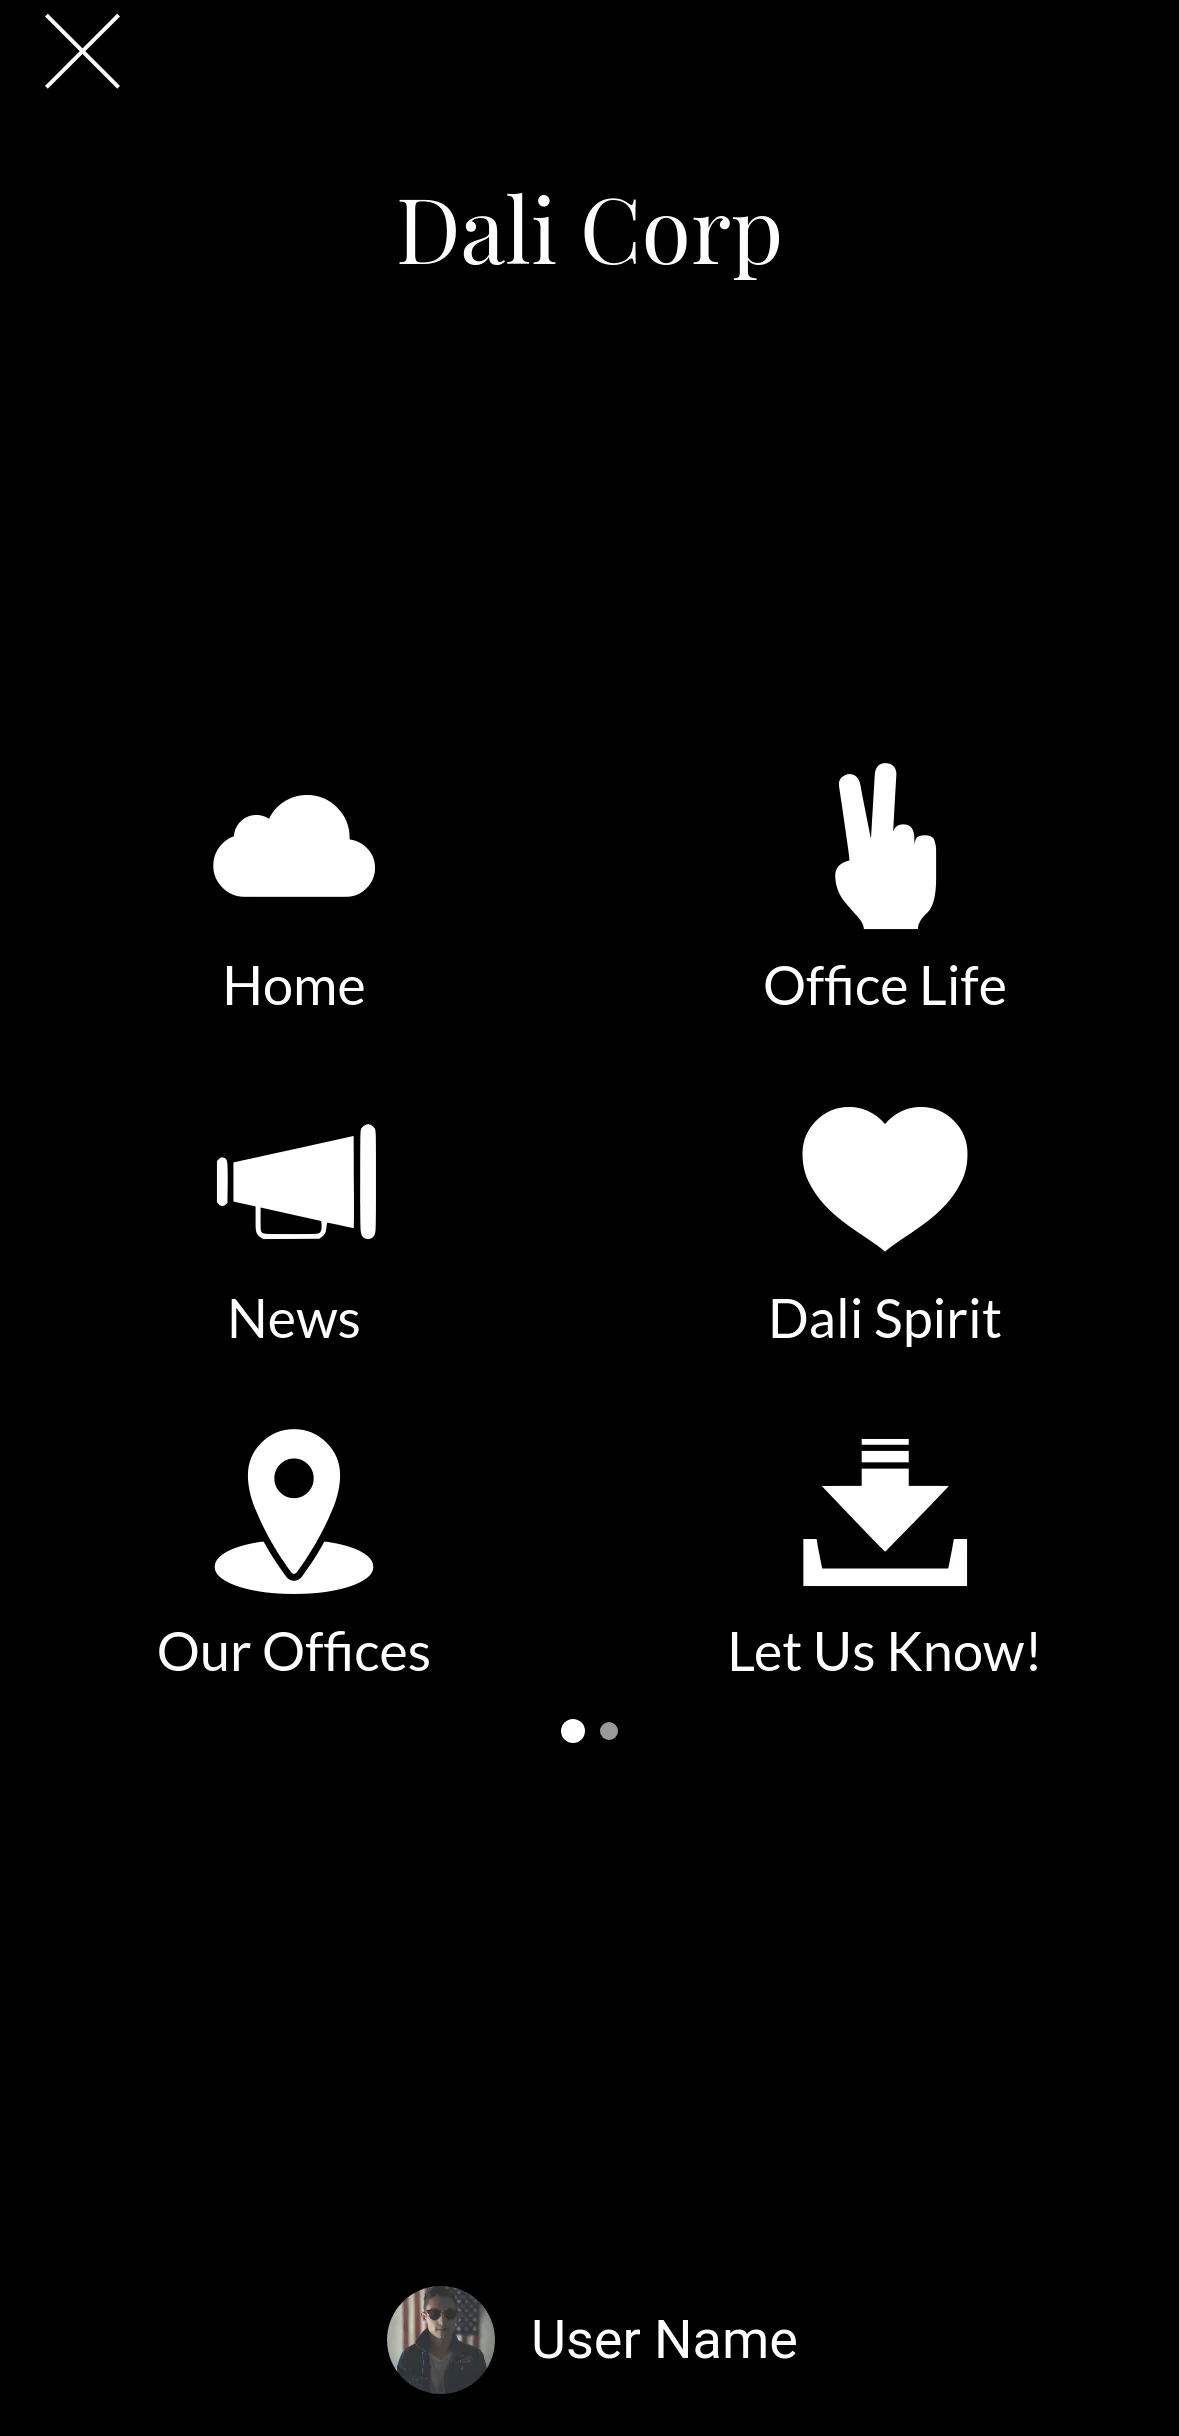 Dali Corp
Home
Office Life
News
Dali Spirit
Our Offices
Let Us Know!
User Name